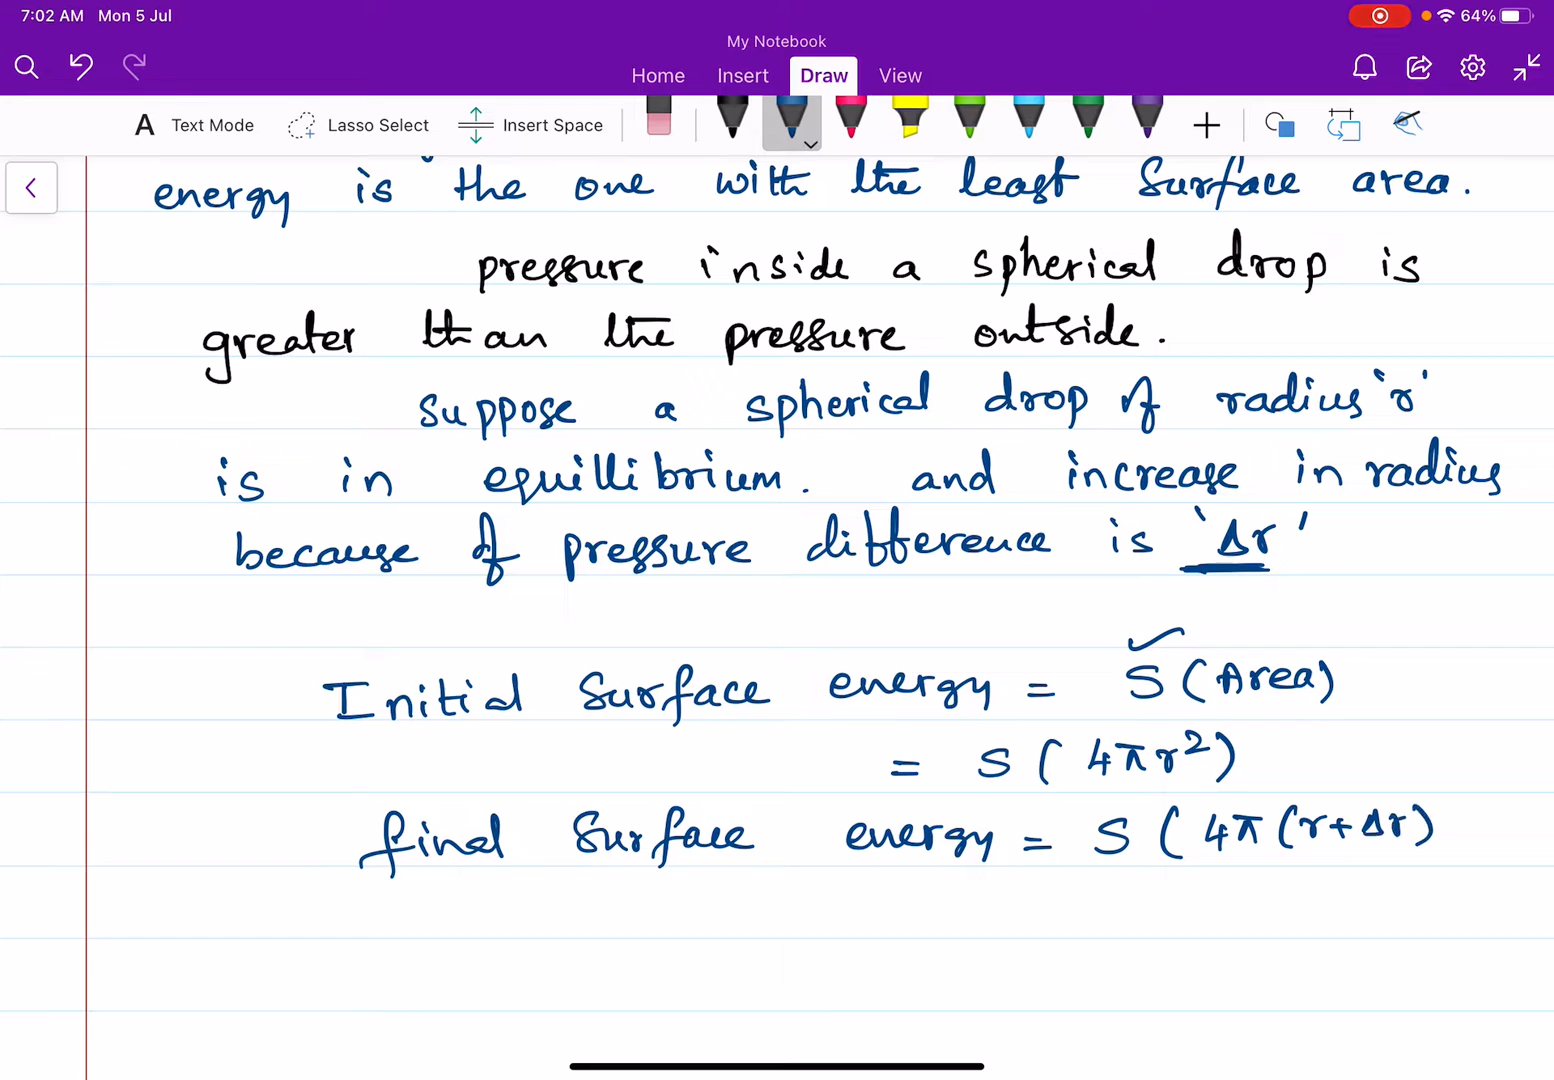 7:02 AM Mon 5 Jul 64%
My Notebook
Home Insert Draw View
Text Mode Lasso Select Insert Space
energy is the one with the least surface area.
pressure inside a spherical drop is
greater than the pressure outside.
suppose a spherical drop of radius 'r'
is in equillibrium. and increase in radius
because of pressure difference is 'Δr'
Initial surface energy = S (Area)
= S ( 4πr²)
final surface energy = S ( 4π (r+Δr)